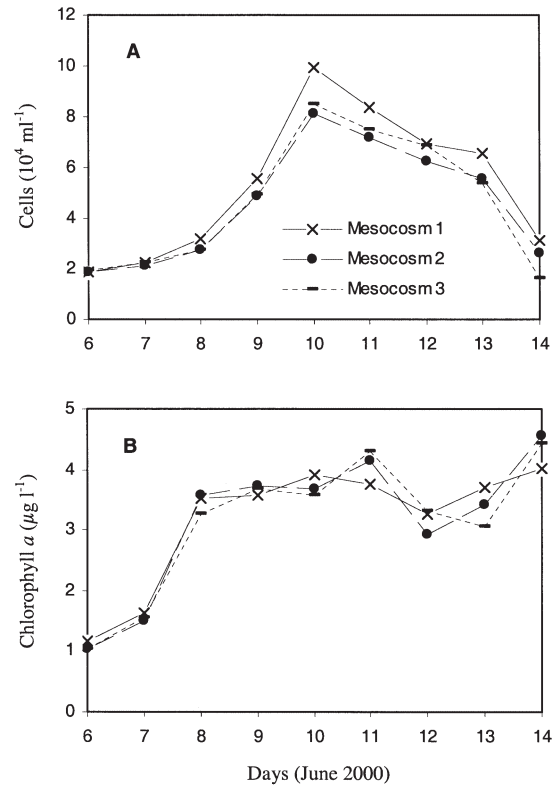 12
A
10
8
6
4
2
0
Cells (10⁴ ml⁻¹)
Mesocosm 1
Mesocosm 2
Mesocosm 3
6 7 8 9 10 11 12 13 14
5
B
4
3
2
1
0
Chlorophyll a (μg l⁻¹)
6 7 8 9 10 11 12 13 14
Days (June 2000)